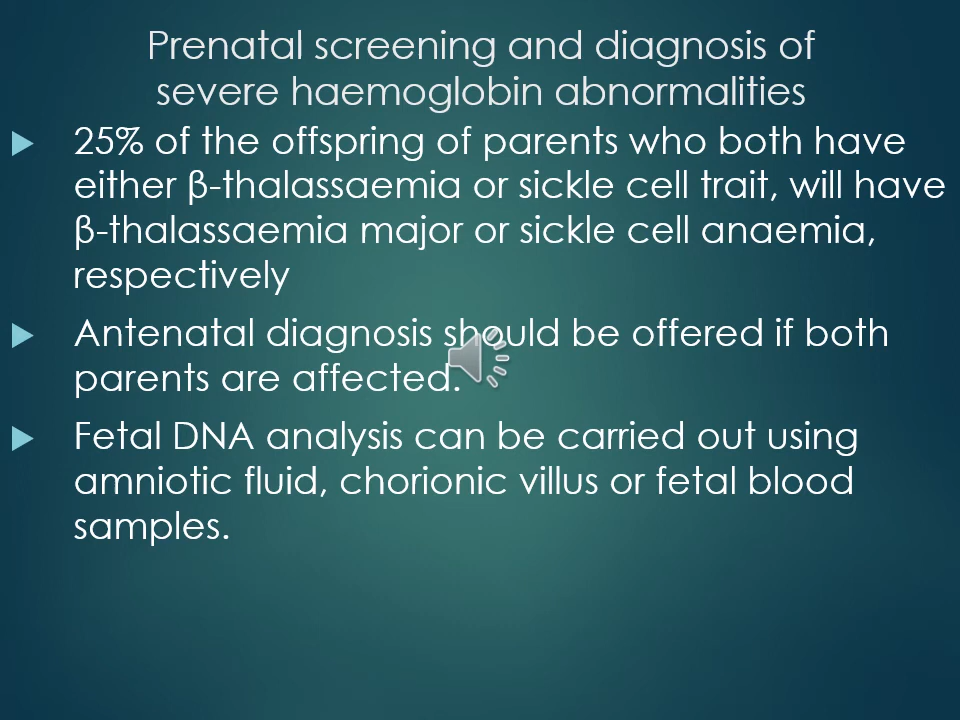 Prenatal screening and diagnosis of
severe haemoglobin abnormalities
25% of the offspring of parents who both have
either β-thalassaemia or sickle cell trait, will have
β-thalassaemia major or sickle cell anaemia,
respectively
Antenatal diagnosis should be offered if both
parents are affected.
Fetal DNA analysis can be carried out using
amniotic fluid, chorionic villus or fetal blood
samples.